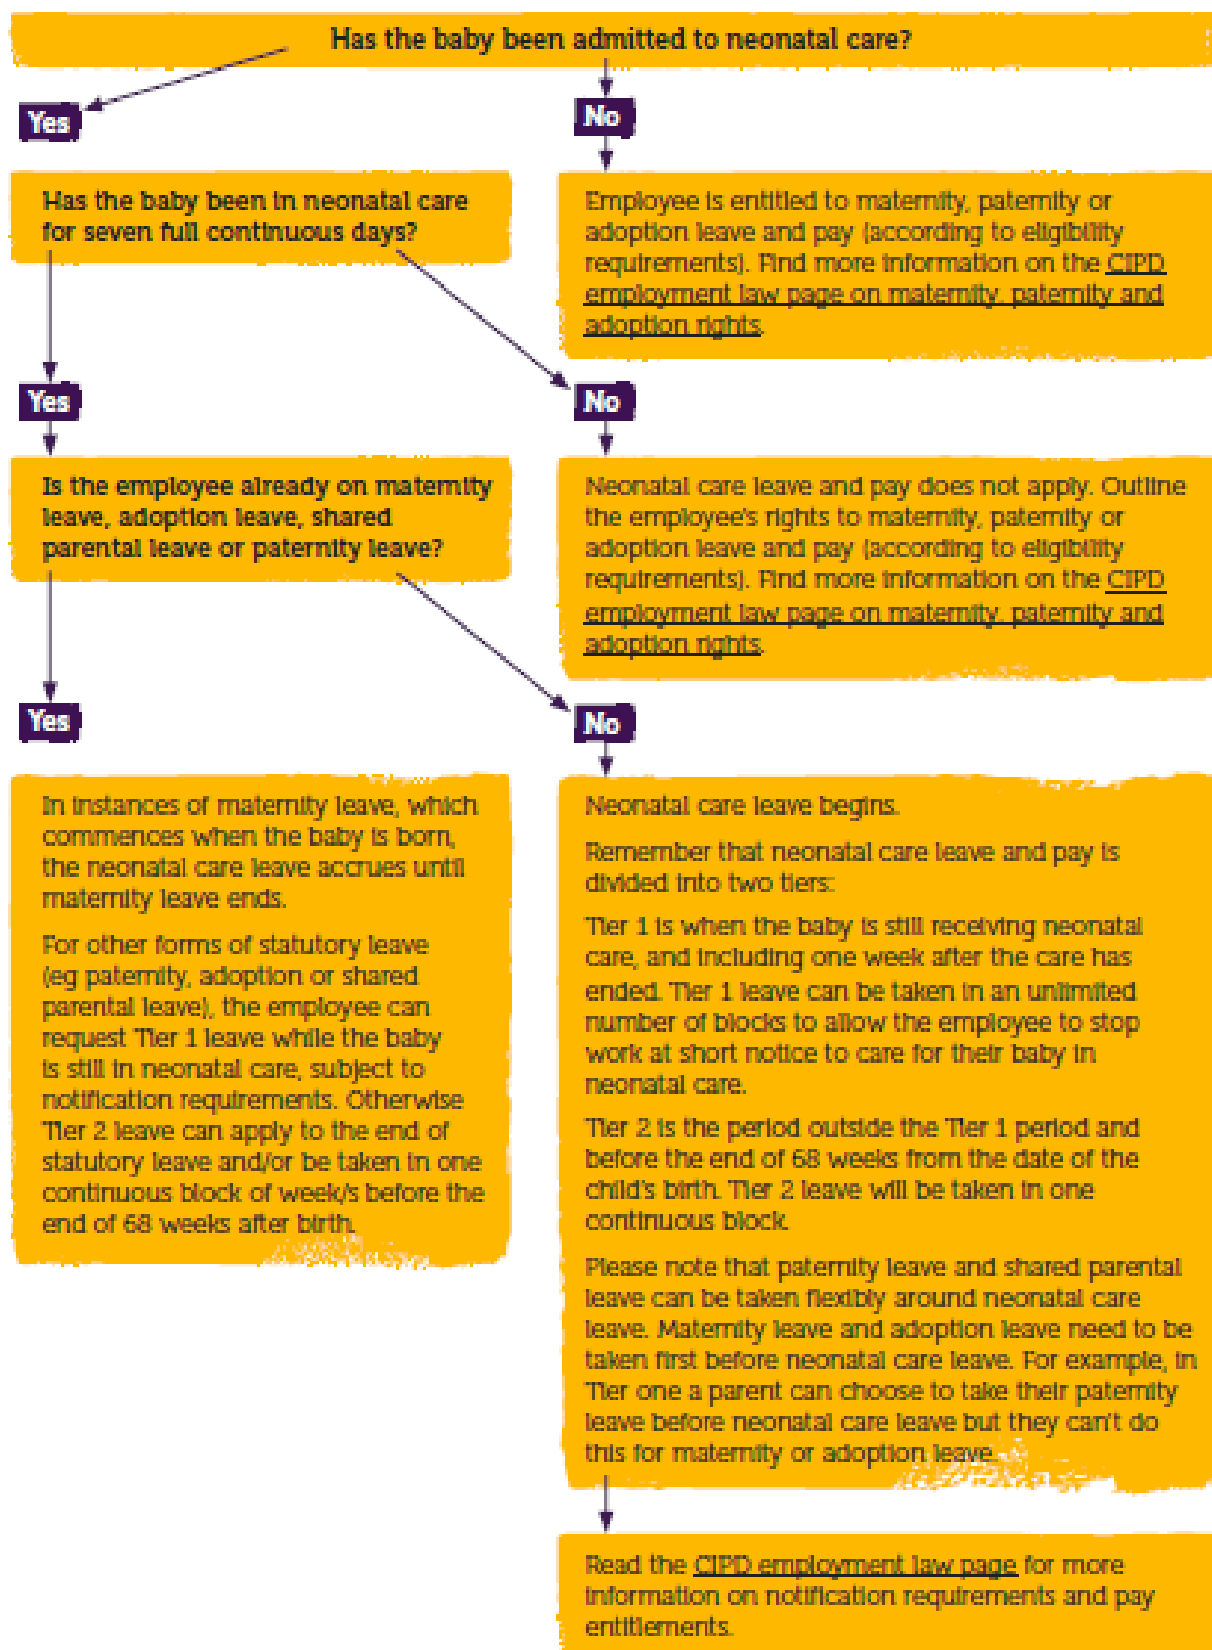 Has the baby been admitted to neonatal care?
Yes
No
Has the baby been in neonatal care
for seven full continuous days?
Employee is entitled to maternity, paternity or
adoption leave and pay (according to eligibility
requirements). Find more information on the CIPD
employment law page on maternity, paternity and
adoption rights.
Yes
No
Is the employee already on maternity
leave, adoption leave, shared
parental leave or paternity leave?
Neonatal care leave and pay does not apply. Outline
the employee's rights to maternity, paternity or
adoption leave and pay (according to eligibility
requirements). Find more information on the CIPD
employment law page on maternity, paternity and
adoption rights.
Yes
No
In instances of maternity leave, which
commences when the baby is born,
the neonatal care leave accrues until
maternity leave ends.
For other forms of statutory leave
(eg paternity, adoption or shared
parental leave), the employee can
request Tier 1 leave while the baby
is still in neonatal care, subject to
notification requirements. Otherwise
Tier 2 leave can apply to the end of
statutory leave and/or be taken in one
continuous block of week/s before the
end of 68 weeks after birth.
Neonatal care leave begins.
Remember that neonatal care leave and pay is
divided into two tiers:
Tier 1 is when the baby is still receiving neonatal
care, and including one week after the care has
ended. Tier 1 leave can be taken in an unlimited
number of blocks to allow the employee to stop
work at short notice to care for their baby in
neonatal care.
Tier 2 is the period outside the Tier 1 period and
before the end of 68 weeks from the date of the
child's birth. Tier 2 leave will be taken in one
continuous block.
Please note that paternity leave and shared parental
leave can be taken flexibly around neonatal care
leave. Maternity leave and adoption leave need to be
taken first before neonatal care leave. For example, in
Tier one a parent can choose to take their paternity
leave before neonatal care leave but they can't do
this for maternity or adoption leave.
Read the CIPD employment law page for more
information on notification requirements and pay
entitlements.